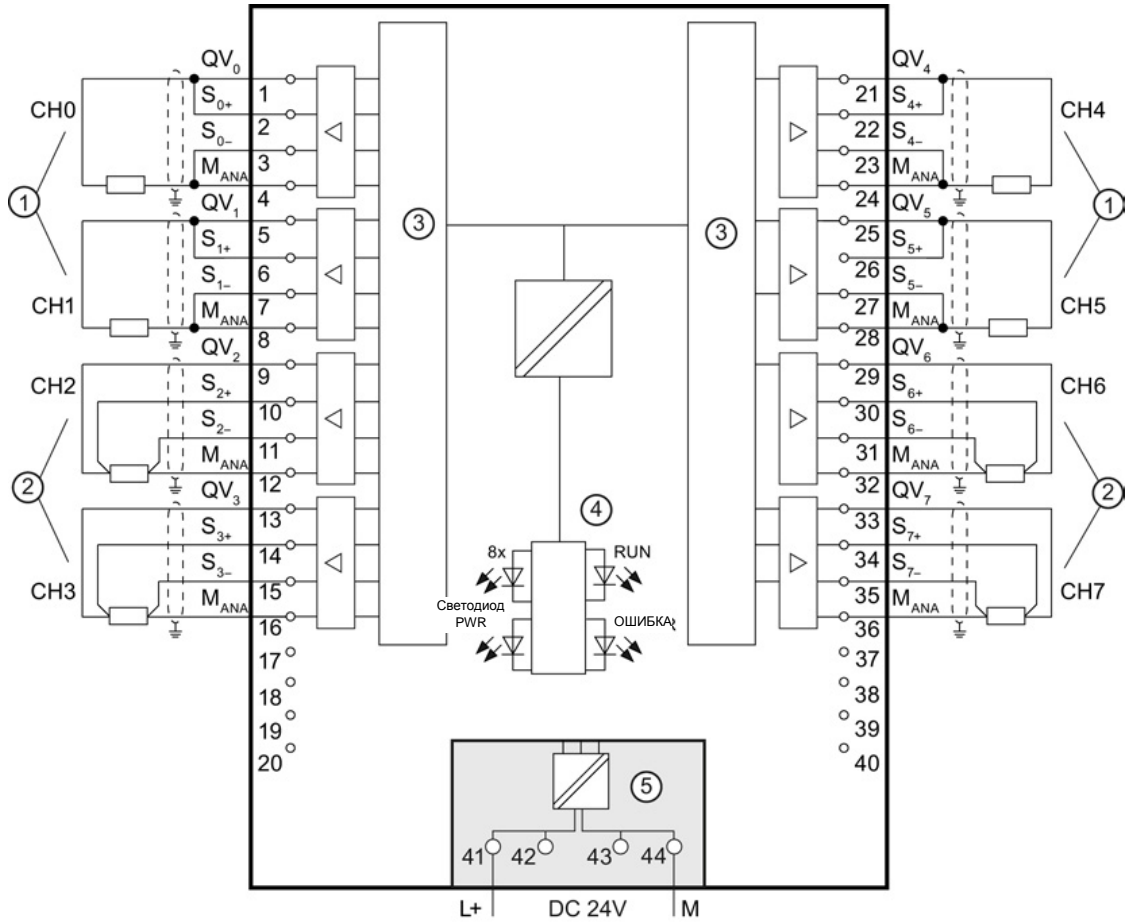 QV0
1
S0+
2
S0–
3
MANA
4
CH0
1
QV1
5
S1+
6
S1–
7
MANA
8
CH1
QV2
9
S2+
10
S2–
11
MANA
12
CH2
2
QV3
13
S3+
14
S3–
15
MANA
16
CH3
17
18
19
20
3
3
4
8x
RUN
Светодиод
PWR
ОШИБКА
QV4
21
S4+
22
S4–
23
MANA
24
CH4
1
QV5
25
S5+
26
S5–
27
MANA
28
CH5
QV6
29
S6+
30
S6–
31
MANA
32
CH6
2
QV7
33
S7+
34
S7–
35
MANA
36
CH7
37
38
39
40
5
41 42 43 44
L+ DC 24V M